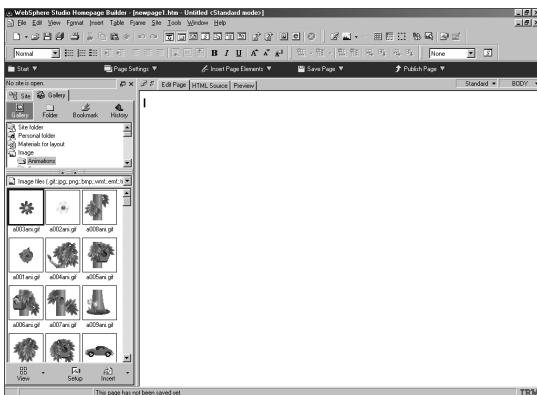 WebSphere Studio Homepage Builder - [newpage1.htm - Untitled <Standard mode>]
File Edit View Format Insert Table Frame Site Tools Window Help
Normal B I U A A None
Start Page Settings Insert Page Elements Save Page Publish Page
No site is open. Edit Page HTML Source Preview Standard BODY
Site Gallery
Gallery Folder Bookmark History
Site folder
Personal folder
Materials for layout
Image
Animations
Image files (.gif;.jpg;.png;.bmp;.wmf;.emf;.ti
a003ani.gif a002ani.gif a008ani.gif
a001ani.gif a004ani.gif a005ani.gif
a006ani.gif a007ani.gif a009ani.gif
View Setup Insert
This page has not been saved yet. IBM